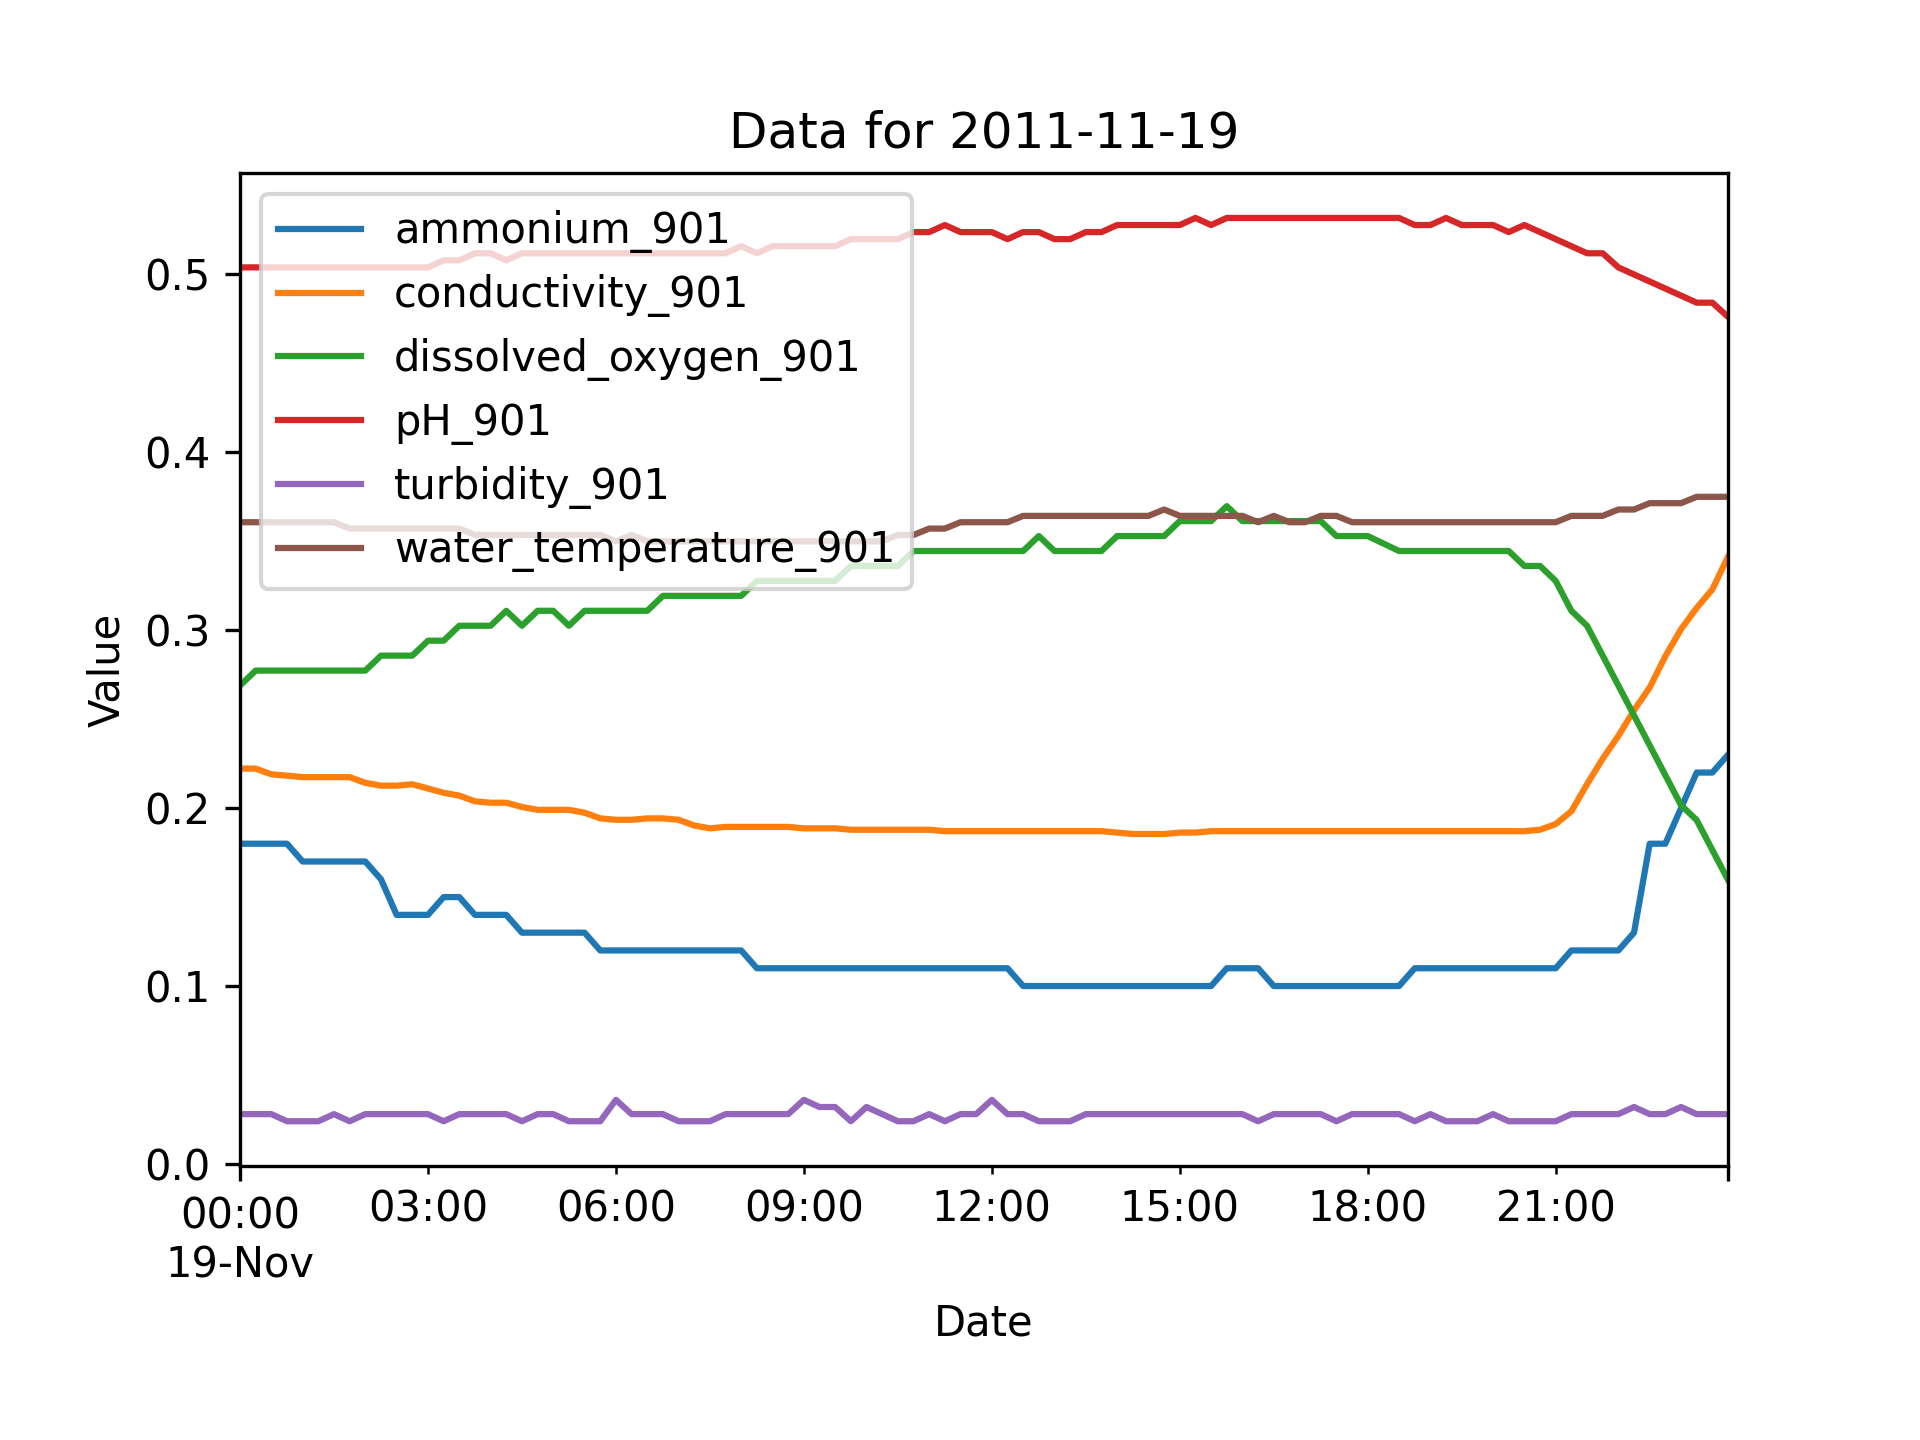 Data for 2011-11-19
ammonium_901
conductivity_901
dissolved_oxygen_901
pH_901
turbidity_901
water_temperature_901
0.5
0.4
0.3
0.2
0.1
0.0
Value
00:00 03:00 06:00 09:00 12:00 15:00 18:00 21:00
19-Nov
Date